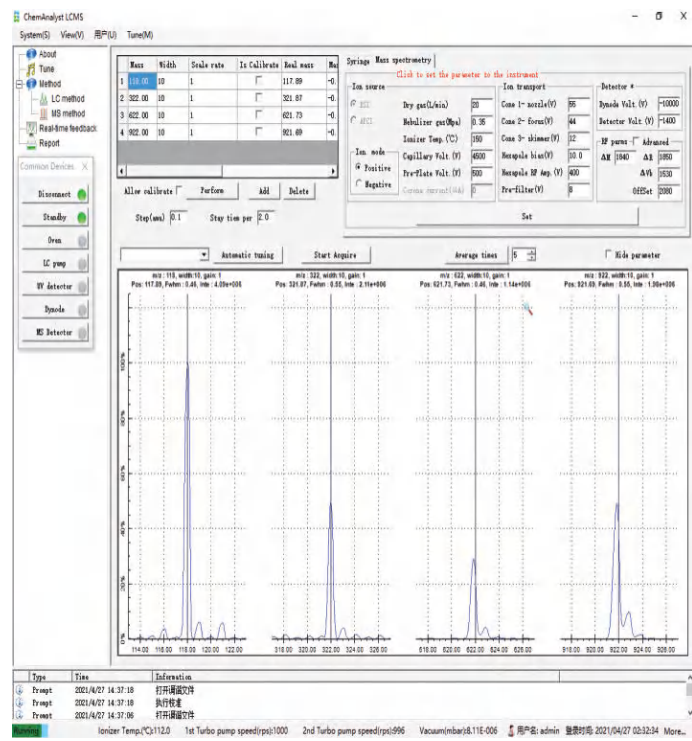 ChemAnalyst LCMS
System(S) View(V) 用户(U) Tune(M)
About
Tune
Method
LC method
MS method
Real-time feedback
Report
Common Devices X
Disconnect
Standby
Oven
LC pump
UV detector
Dynode
MS Detector
Mass Width Scale rate Is Calibrate Real mass
1 118.00 10 1 117.89 -0.
2 322.00 10 1 321.87 -0.
3 622.00 10 1 621.73 -0.
4 922.00 10 1 921.69 -0.
Allow calibrate Perform Add Delete
Step(amu) 0.1 Stay tiem per 2.0
Syringe Mass spectrometry
Click to set the parameter to the instrument
Ion source
ESI
APCI
Ion. mode
Positive
Negative
Dry gas(L/min) 20
Nebulizer gas(Mpa) 0.35
Ionizer Temp.(℃) 150
Capillary Volt.(V) 4500
Pre-Plate Volt.(V) 500
Corona current(uA) 0
Ion transport
Cone 1- nozzle(V) 55
Cone 2- forus(V) 44
Cone 3- skimmer(V) 12
Hexapole bias(V) 10.0
Hexapole RF Amp.(V) 400
Pre-filter(V) 8
Detector
Dynode Volt.(V) -10000
Detector Volt.(V) -1400
RF parms Advanced
ΔM 1840 ΔR 1850
ΔVh 1530
OffSet 2080
Set
Automatic tuning Start Acquire Average times 5 Hide parameter
m/z : 118, width:10, gain: 1
Pos: 117.89, Fwhm : 0.46, Inte : 4.09e+006
m/z : 322, width:10, gain: 1
Pos: 321.87, Fwhm : 0.55, Inte : 2.11e+006
m/z : 622, width:10, gain: 1
Pos: 621.73, Fwhm : 0.46, Inte : 1.14e+006
m/z : 922, width:10, gain: 1
Pos: 921.69, Fwhm : 0.55, Inte : 1.98e+006
114.00 116.00 118.00 120.00 122.00
318.00 320.00 322.00 324.00 326.00
618.00 620.00 622.00 624.00 626.00
918.00 920.00 922.00 924.00 926.00
Type Time Information
Prompt 2021/4/27 14:37:18 打开调谐文件
Prompt 2021/4/27 14:37:18 执行校准
Prompt 2021/4/27 14:37:06 打开调谐文件
Running Ionizer Temp.(℃):112.0 1st Turbo pump speed(rps):1000 2nd Turbo pump speed(rps):996 Vacuum(mbar):8.11E-006 用户名: admin 登录时间: 2021/04/27 02:32:34 More...